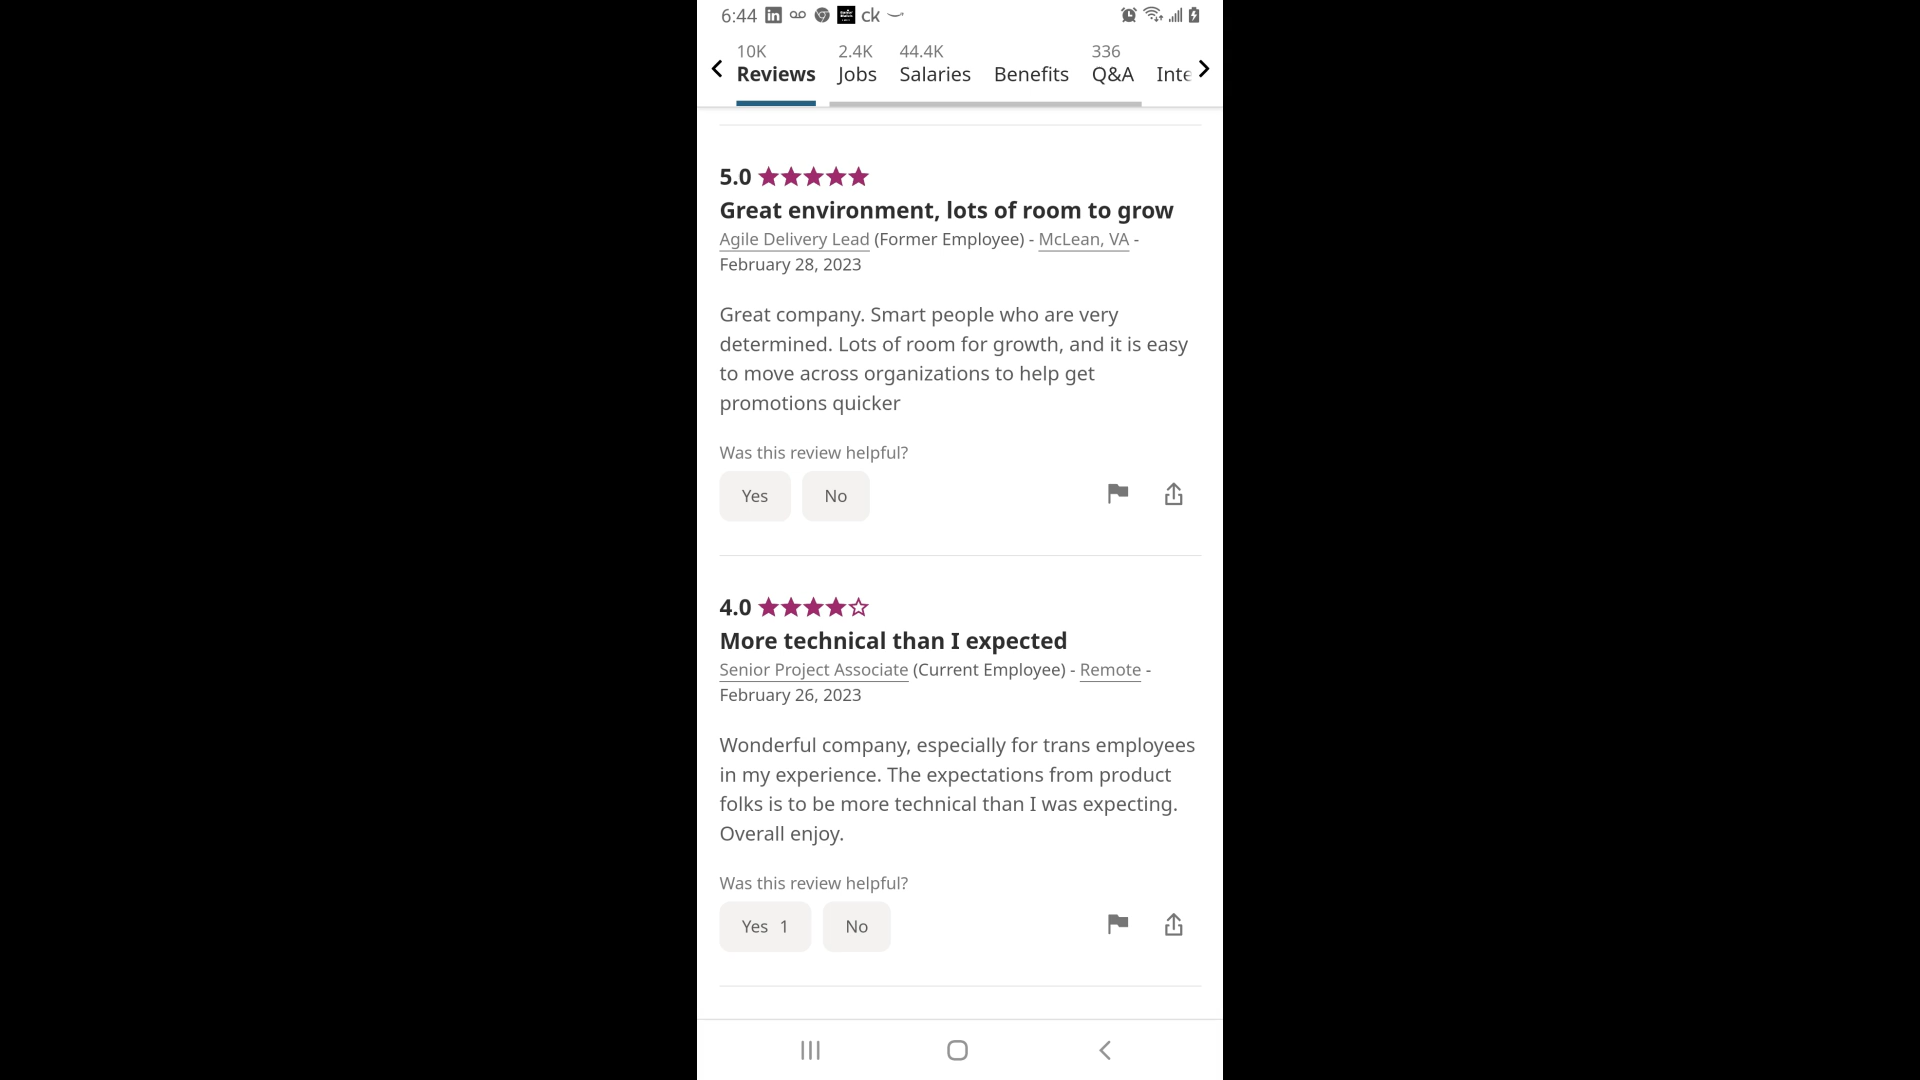 6:44 in ck
10K 2.4K 44.4K 336
Reviews Jobs Salaries Benefits Q&A Inte
5.0
Great environment, lots of room to grow
Agile Delivery Lead (Former Employee) - McLean, VA -
February 28, 2023
Great company. Smart people who are very
determined. Lots of room for growth, and it is easy
to move across organizations to help get
promotions quicker
Was this review helpful?
Yes No
4.0
More technical than I expected
Senior Project Associate (Current Employee) - Remote -
February 26, 2023
Wonderful company, especially for trans employees
in my experience. The expectations from product
folks is to be more technical than I was expecting.
Overall enjoy.
Was this review helpful?
Yes 1 No